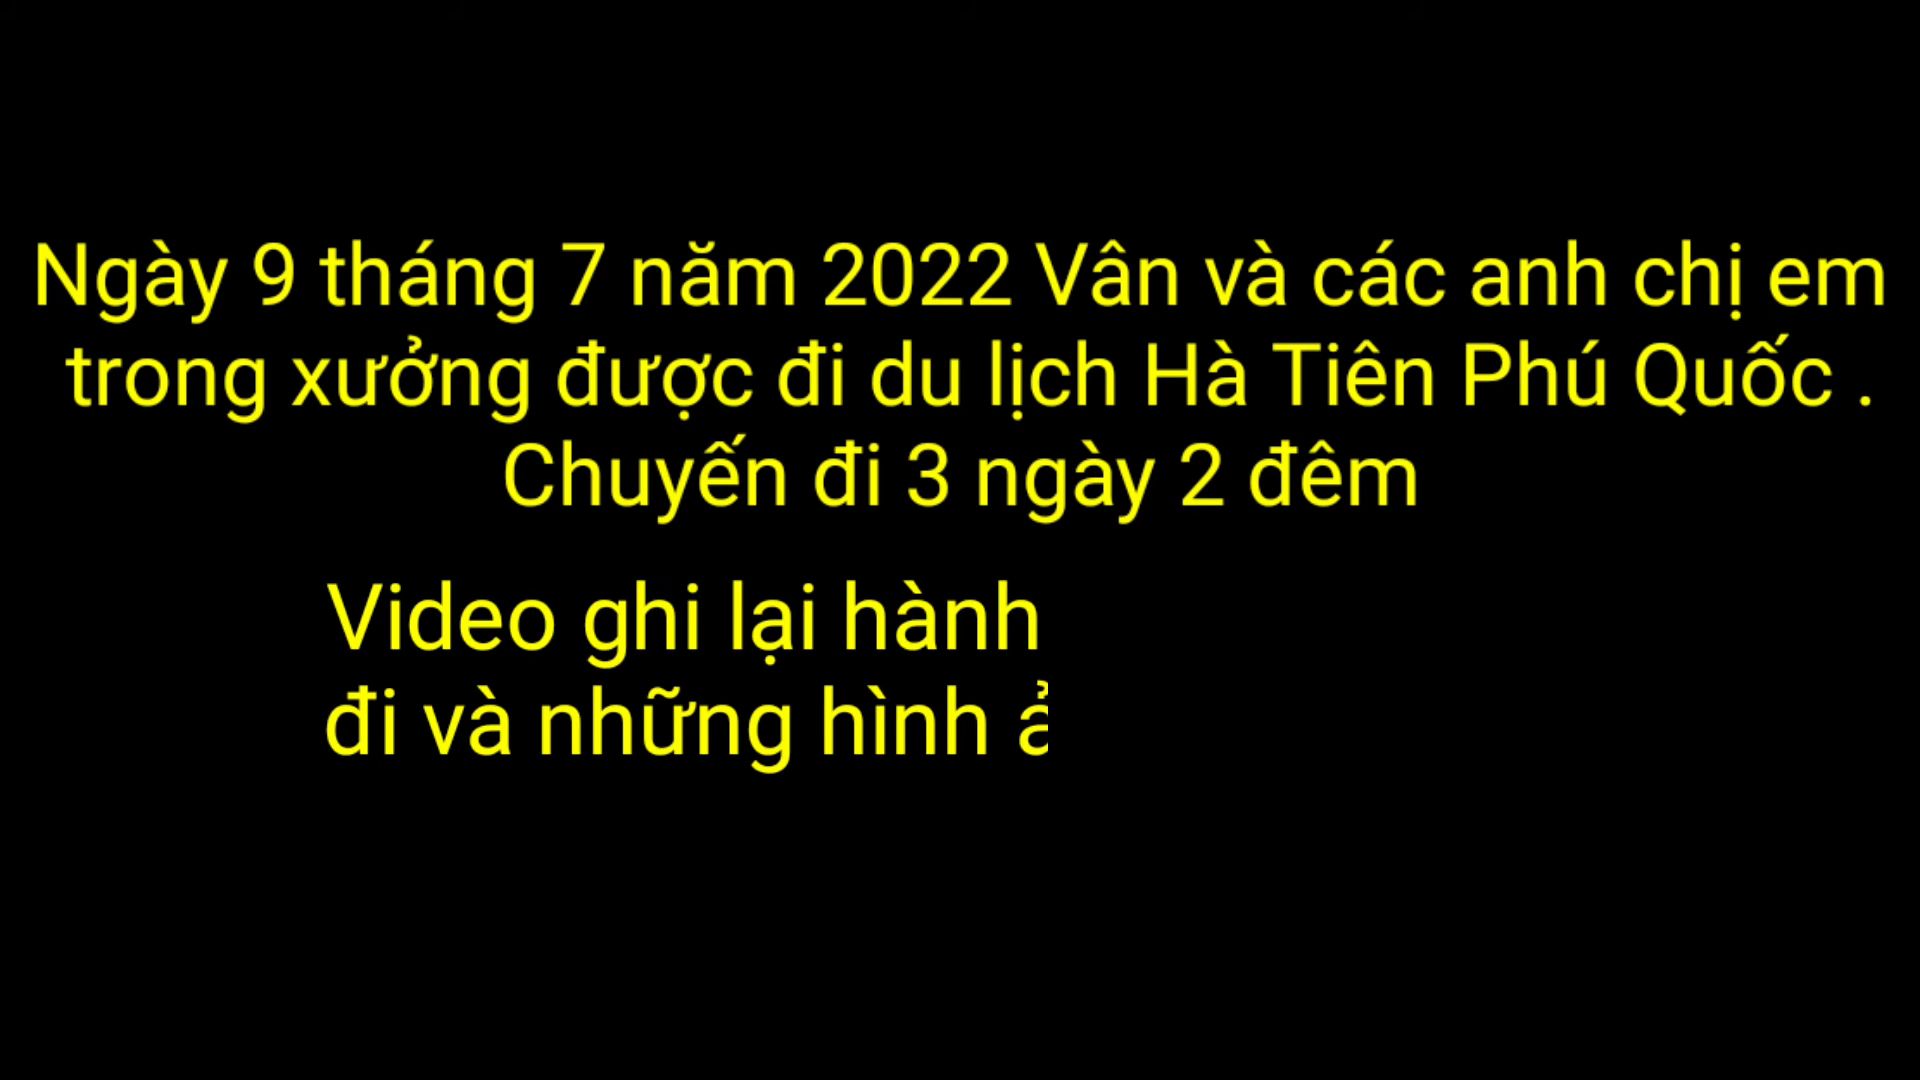 Ngày 9 tháng 7 năm 2022 Vân và các anh chị em
trong xưởng được đi du lịch Hà Tiên Phú Quốc .
Chuyến đi 3 ngày 2 đêm
Video ghi lại hành
đi và những hình